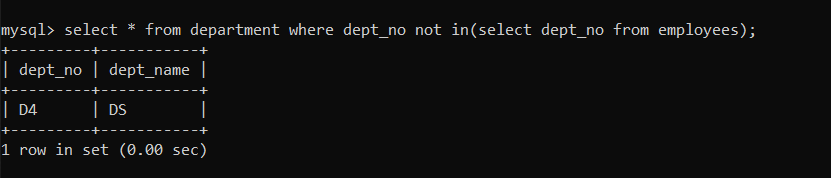 mysql> select * from department where dept_no not in(select dept_no from employees);
+---------+-----------+
| dept_no | dept_name |
+---------+-----------+
| D4      | DS        |
+---------+-----------+
1 row in set (0.00 sec)